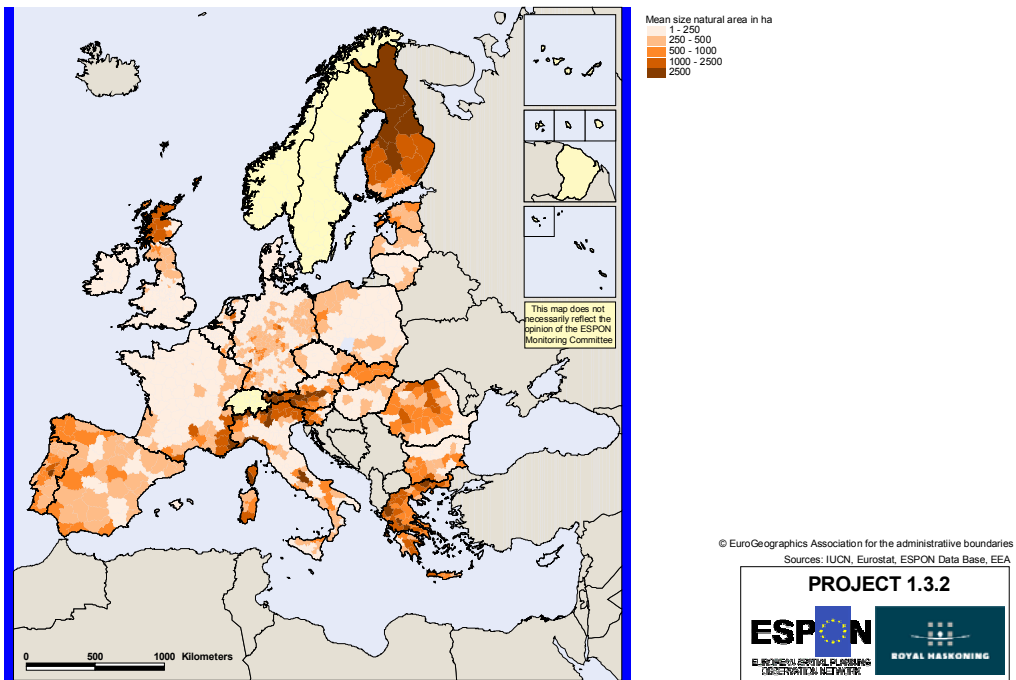 Mean size natural area in ha
1 - 250
250 - 500
500 - 1000
1000 - 2500
2500
This map does not
necessarily reflect the
opinion of the ESPON
Monitoring Committee
0 500 1000 Kilometers
© EuroGeographics Association for the administratiive boundaries
Sources: IUCN, Eurostat, ESPON Data Base, EEA
PROJECT 1.3.2
ESPON
EUROPEAN SPATIAL PLANNING
OBSERVATION NETWORK
ROYAL HASKONING